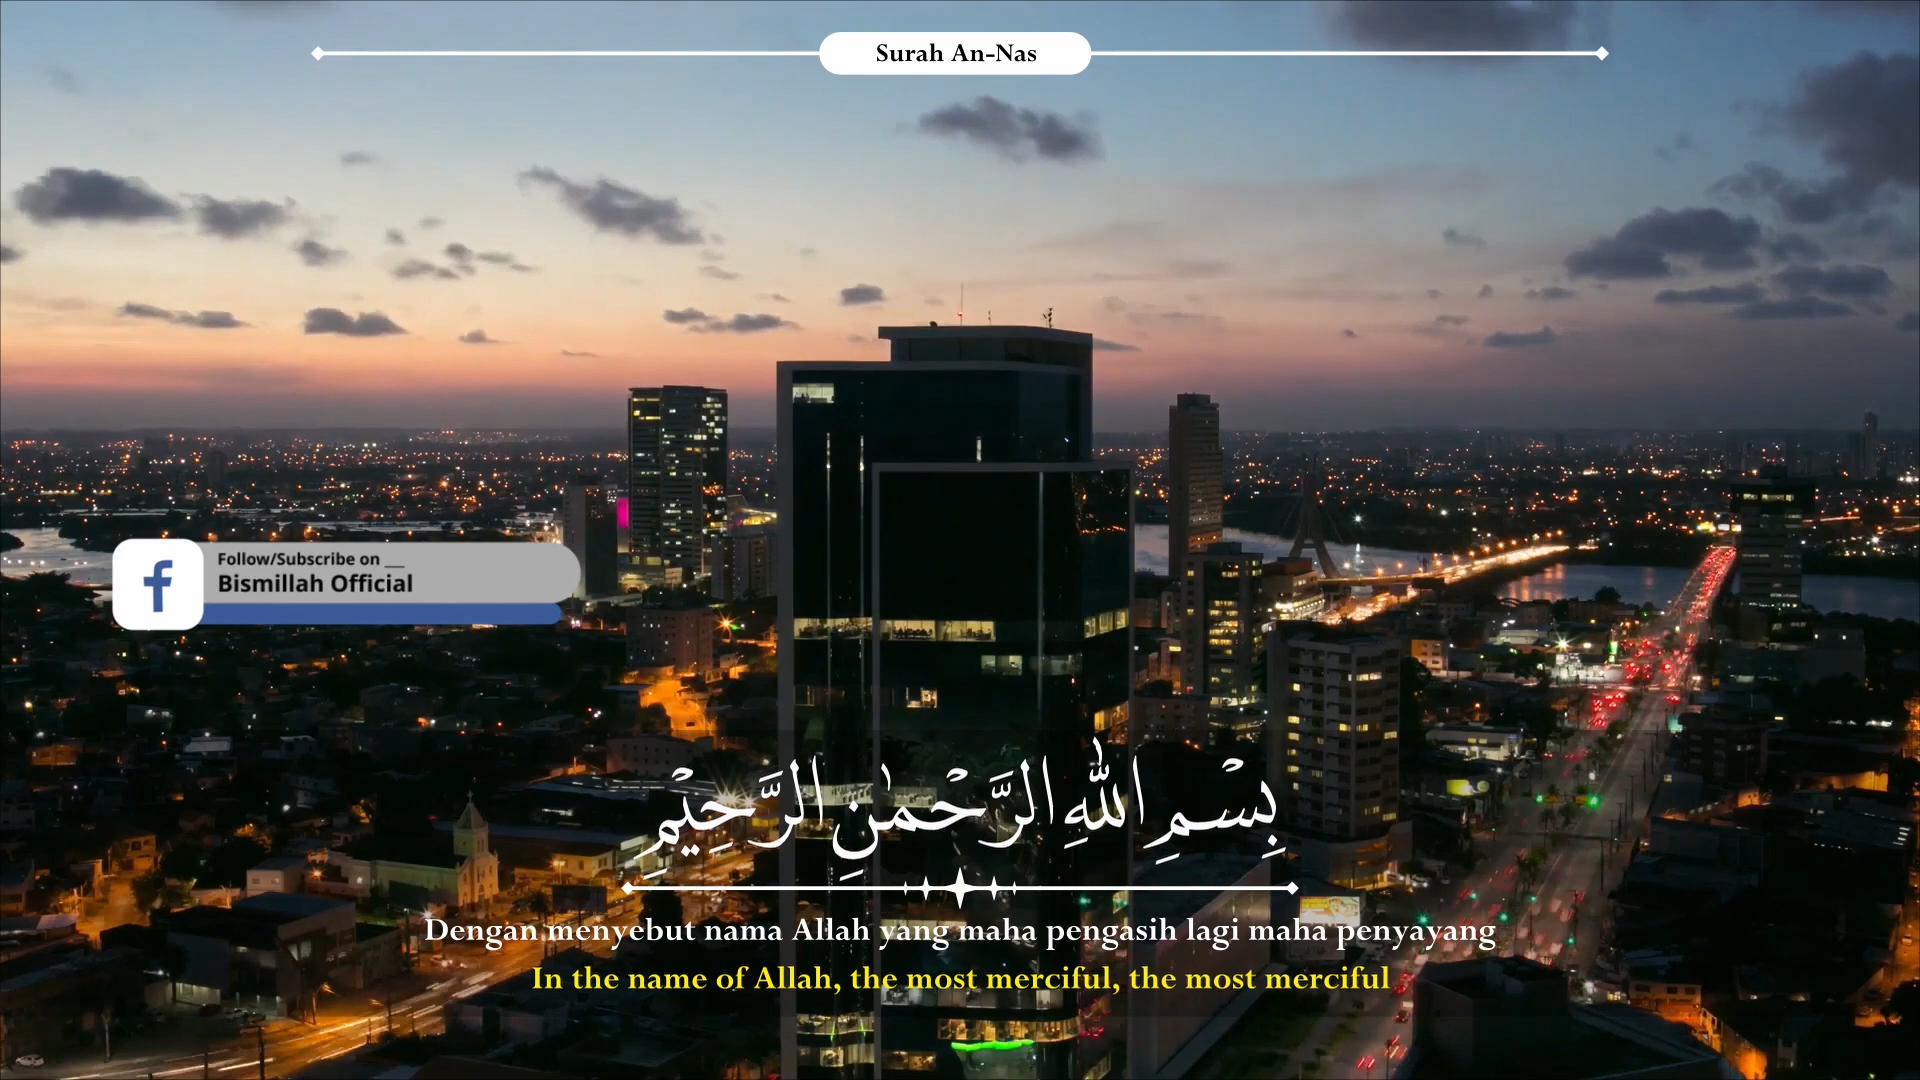 Surah An-Nas
Follow/Subscribe on __
Bismillah Official
بِسْمِ اللّٰهِ الرَّحْمٰنِ الرَّحِيْمِ
Dengan menyebut nama Allah yang maha pengasih lagi maha penyayang
In the name of Allah, the most merciful, the most merciful